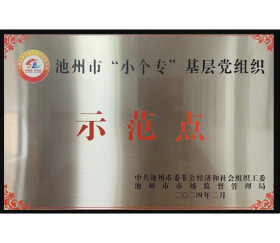 池州市“小个专”基层党组织
示范点
中共池州市委非公经济和社会组织工委
池州市市场监督管理局
二〇二四年二月